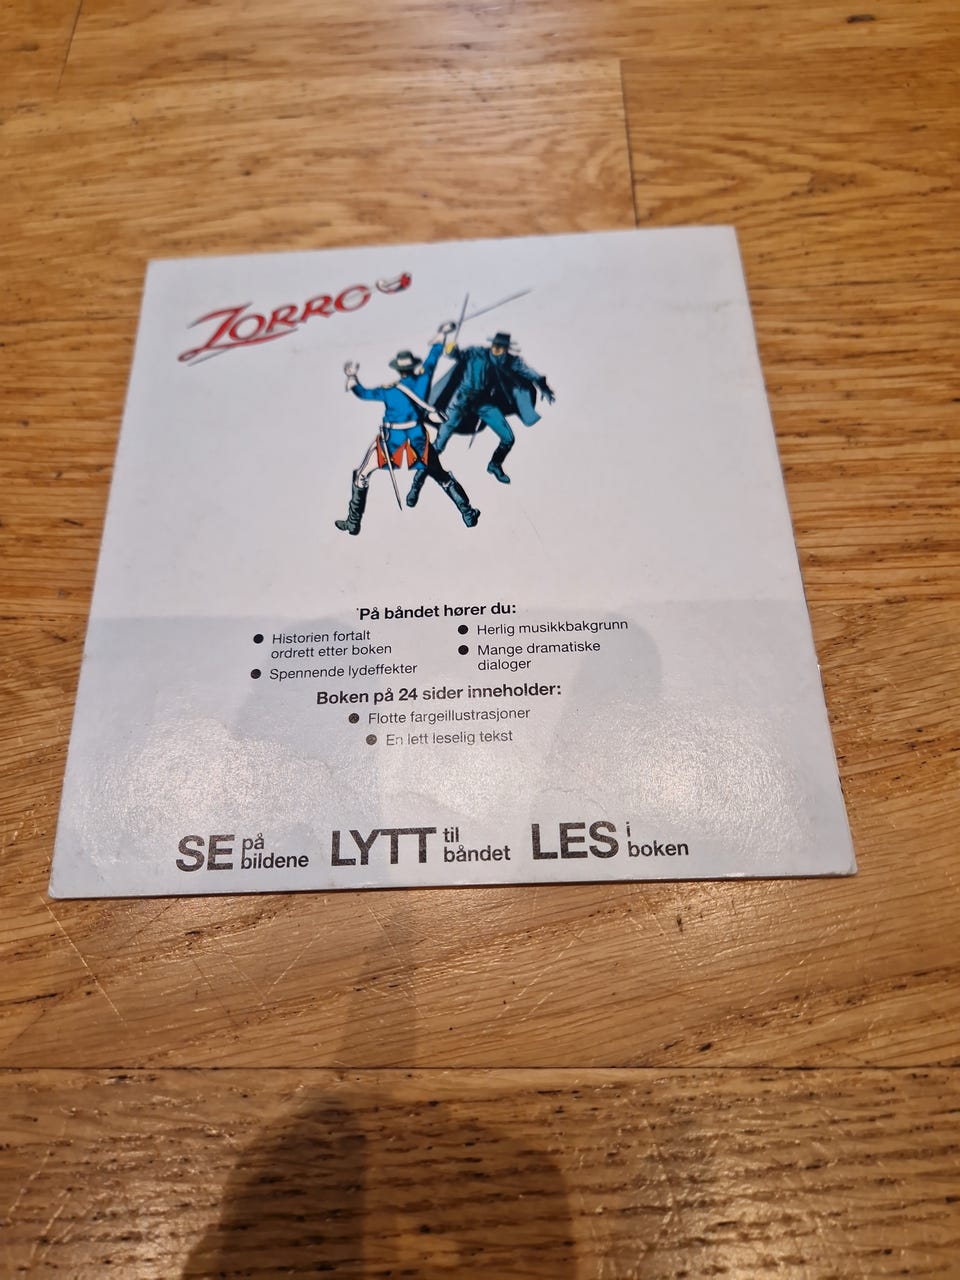 ZORRO
På båndet hører du:
● Historien fortalt
ordrett etter boken
● Spennende lydeffekter
● Herlig musikkbakgrunn
● Mange dramatiske
dialoger
Boken på 24 sider inneholder:
● Flotte fargeillustrasjoner
● En lett leselig tekst
SE på bildene LYTT til båndet LES i boken